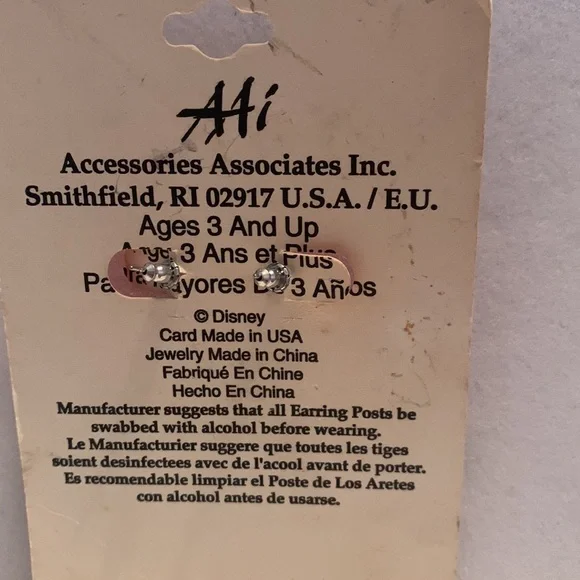 AAi
Accessories Associates Inc.
Smithfield, RI 02917 U.S.A. / E.U.
Ages 3 And Up
3 Ans et Plus
3 Años
© Disney
Card Made in USA
Jewelry Made in China
Fabriqué En Chine
Hecho En China
Manufacturer suggests that all Earring Posts be
swabbed with alcohol before wearing.
Le Manufacturier suggere que toutes les tiges
soient desinfectees avec de l'acool avant de porter.
Es recomendable limpiar el Poste de Los Aretes
con alcohol antes de usarse.